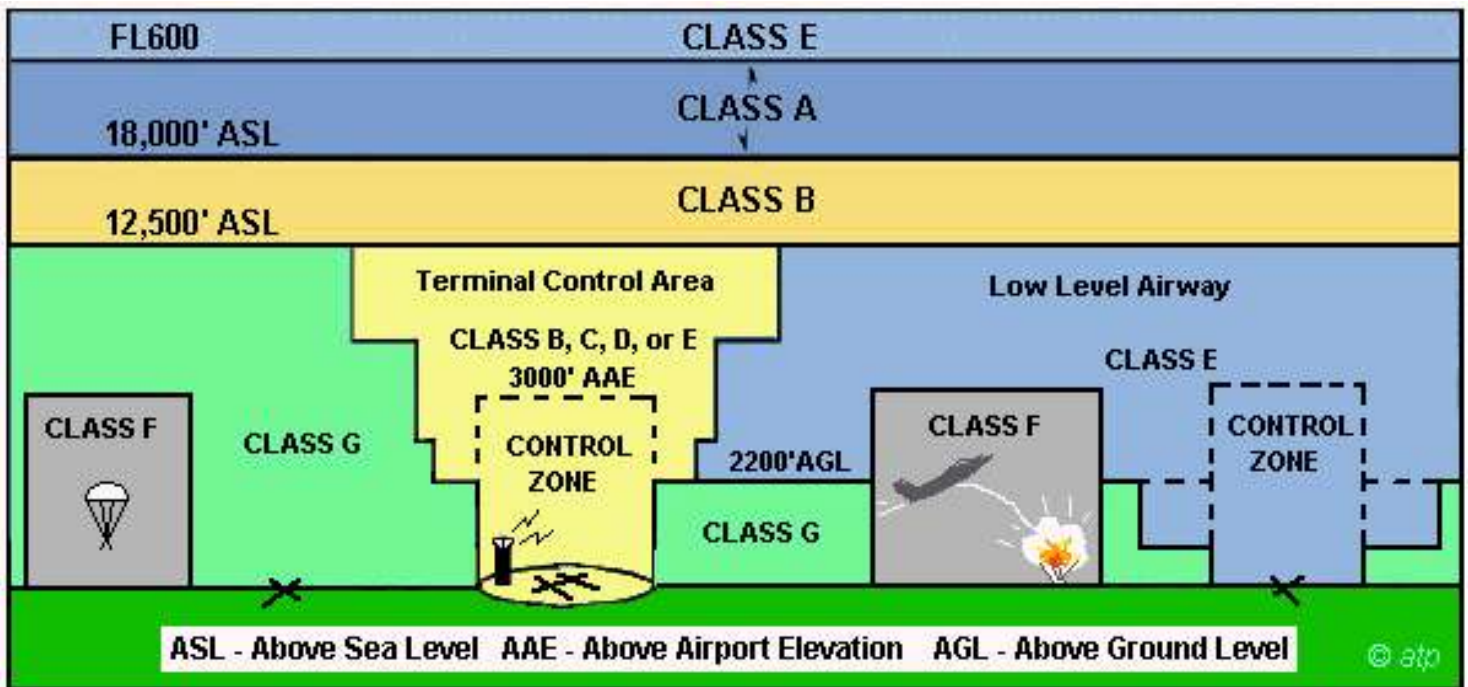 FL600 CLASS E
CLASS A
18,000' ASL
CLASS B
12,500' ASL
Terminal Control Area
Low Level Airway
CLASS B, C, D, or E
3000' AAE
CLASS E
CLASS F
CLASS G
CONTROL
ZONE
2200'AGL
CLASS F
CONTROL
ZONE
CLASS G
ASL - Above Sea Level AAE - Above Airport Elevation AGL - Above Ground Level
© atp